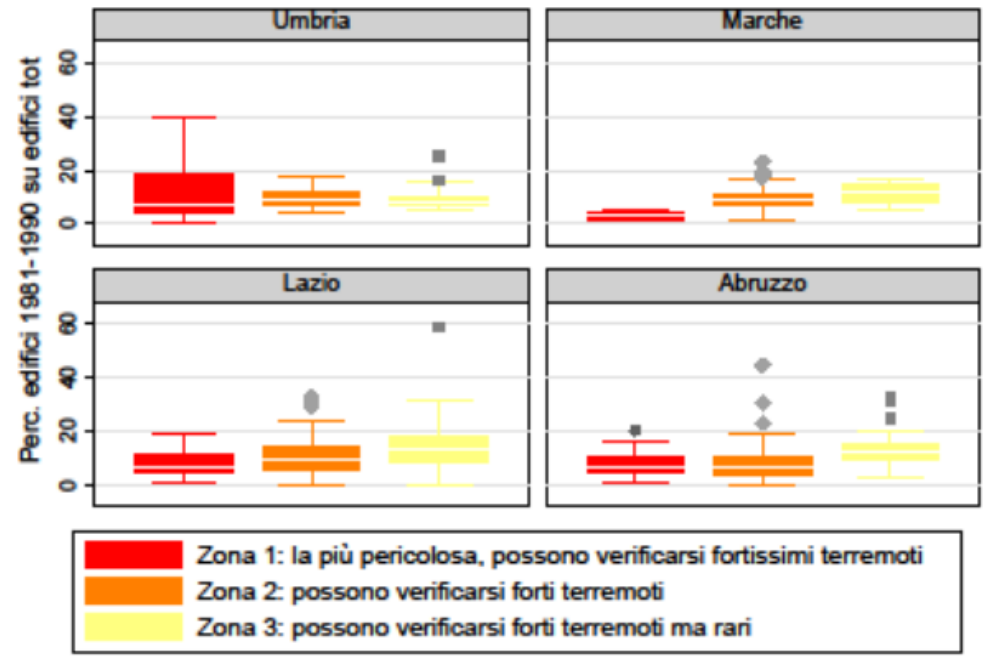 Umbria
Marche
Perc. edifici 1981-1990 su edifici tot
60
40
20
0
Lazio
Abruzzo
60
40
20
0
Zona 1: la più pericolosa, possono verificarsi fortissimi terremoti
Zona 2: possono verificarsi forti terremoti
Zona 3: possono verificarsi forti terremoti ma rari